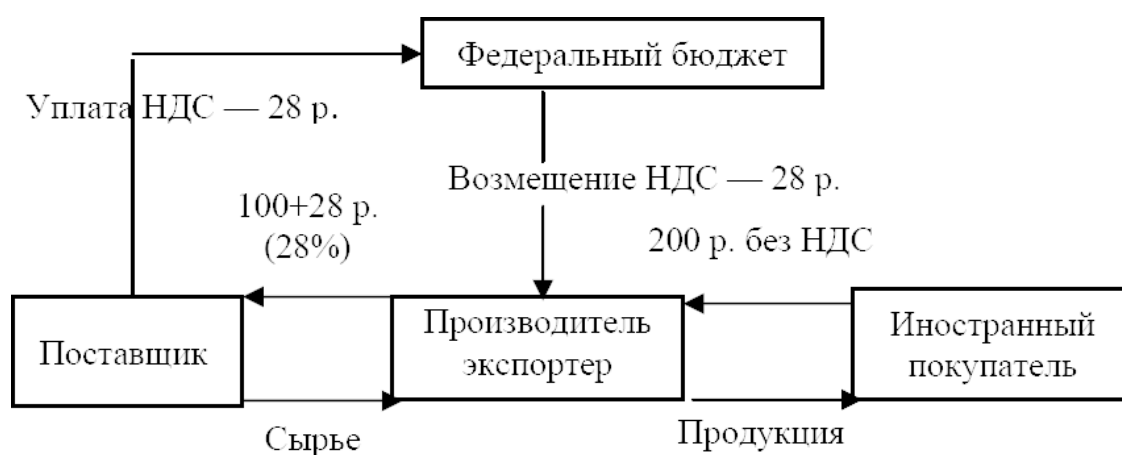 Федеральный бюджет
Уплата НДС — 28 р.
Возмещение НДС — 28 р.
100+28 р.
(28%)
200 р. без НДС
Поставщик
Производитель
экспортер
Иностранный
покупатель
Сырье
Продукция